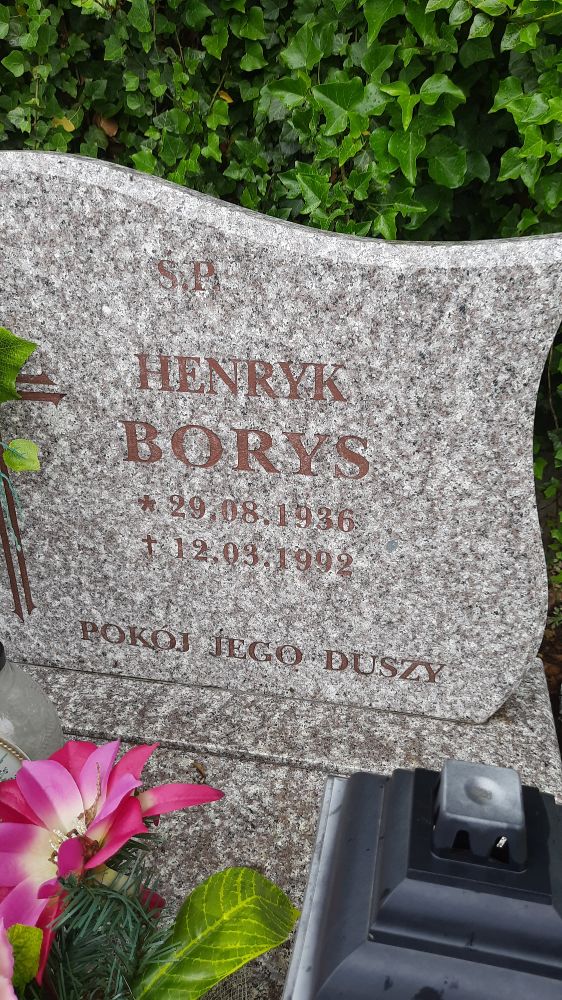 Ś.P.
HENRYK
BORYS
* 29.08.1936
† 12.03.1992
POKÓJ JEGO DUSZY